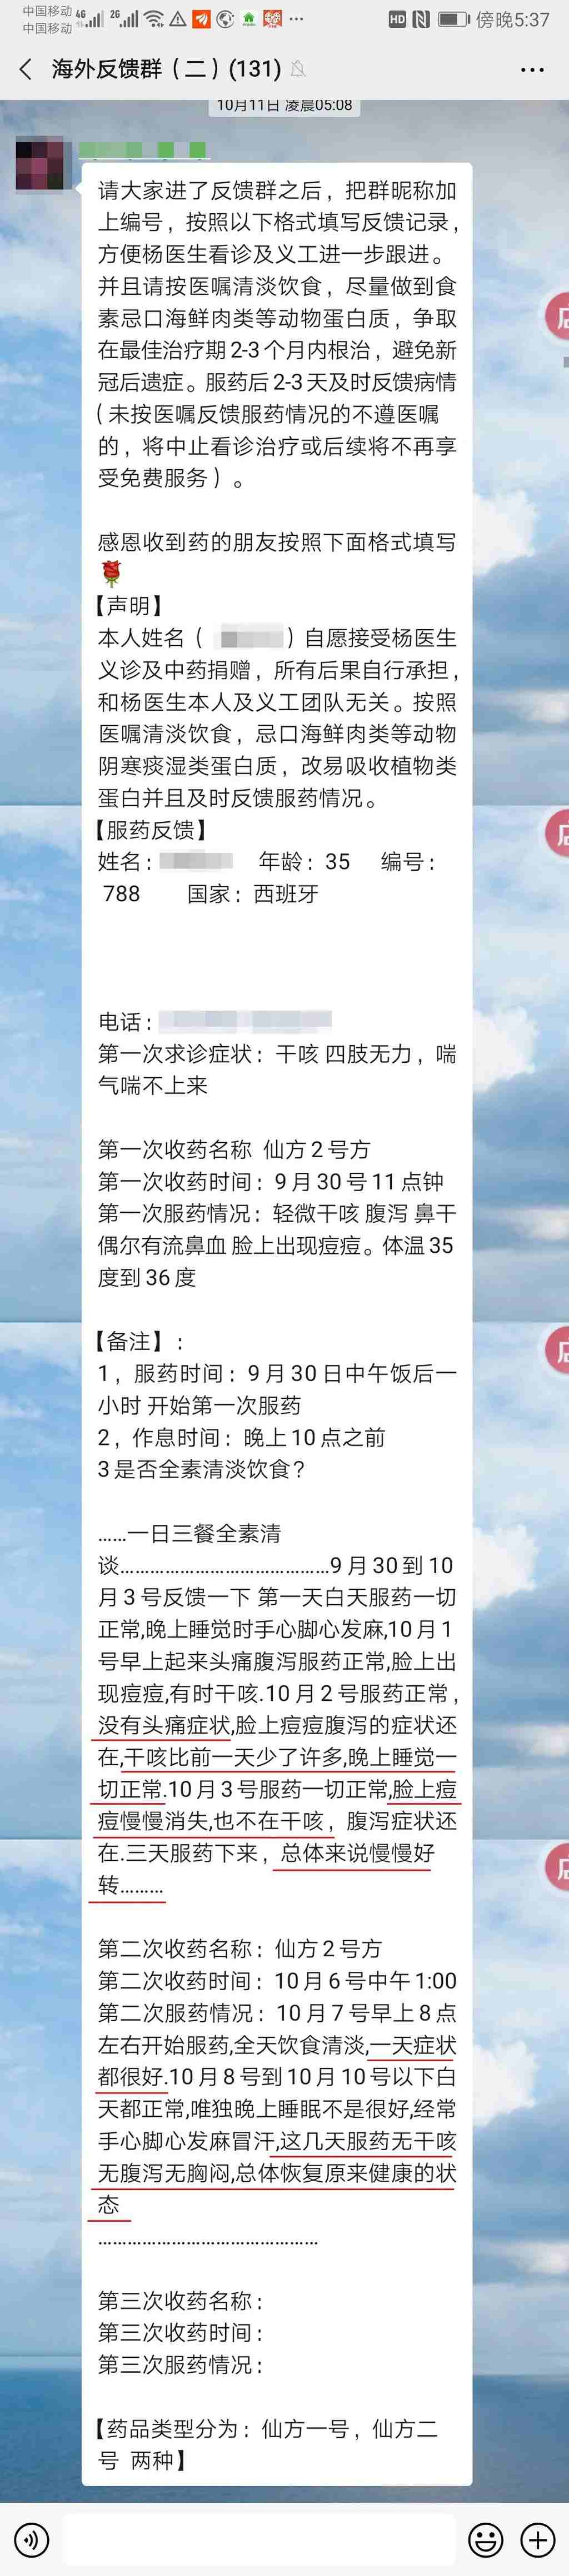 中国移动 4G 2G HD 傍晚5:37
中国移动
海外反馈群（二）(131)
10月11日 凌晨05:08
请大家进了反馈群之后，把群昵称加
上编号，按照以下格式填写反馈记录，
方便杨医生看诊及义工进一步跟进。
并且请按医嘱清淡饮食，尽量做到食
素忌口海鲜肉类等动物蛋白质，争取
在最佳治疗期2-3个月内根治，避免新
冠后遗症。服药后2-3天及时反馈病情
（未按医嘱反馈服药情况的不遵医嘱
的，将中止看诊治疗或后续将不再享
受免费服务）。
感恩收到药的朋友按照下面格式填写
🌹
【声明】
本人姓名（ ）自愿接受杨医生
义诊及中药捐赠，所有后果自行承担，
和杨医生本人及义工团队无关。按照
医嘱清淡饮食，忌口海鲜肉类等动物
阴寒痰湿类蛋白质，改易吸收植物类
蛋白并且及时反馈服药情况。
【服药反馈】
姓名： 年龄：35 编号：
788 国家：西班牙
电话：
第一次求诊症状：干咳 四肢无力，喘
气喘不上来
第一次收药名称 仙方2号方
第一次收药时间：9月30号11点钟
第一次服药情况：轻微干咳 腹泻 鼻干
偶尔有流鼻血 脸上出现痘痘。体温35
度到36度
【备注】：
1，服药时间：9月30日中午饭后一
小时 开始第一次服药
2，作息时间：晚上10点之前
3是否全素清淡饮食？
……一日三餐全素清
谈……………………………………9月30到10
月3号反馈一下 第一天白天服药一切
正常,晚上睡觉时手心脚心发麻,10月1
号早上起来头痛腹泻服药正常,脸上出
现痘痘,有时干咳.10月2号服药正常，
没有头痛症状,脸上痘痘腹泻的症状还
在,干咳比前一天少了许多,晚上睡觉一
切正常.10月3号服药一切正常,脸上痘
痘慢慢消失,也不在干咳，腹泻症状还
在.三天服药下来，总体来说慢慢好
转………
第二次收药名称：仙方2号方
第二次收药时间：10月6号中午1:00
第二次服药情况：10月7号早上8点
左右开始服药,全天饮食清淡,一天症状
都很好.10月8号到10月10号以下白
天都正常,唯独晚上睡眠不是很好,经常
手心脚心发麻冒汗,这几天服药无干咳
无腹泻无胸闷,总体恢复原来健康的状
态
………………………………………
第三次收药名称：
第三次收药时间：
第三次服药情况：
【药品类型分为：仙方一号，仙方二
号 两种】